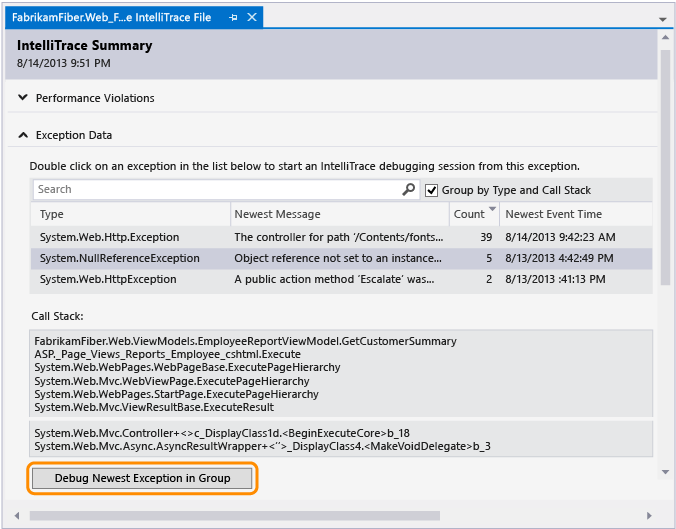 FabrikamFiber.Web_F...e IntelliTrace File
IntelliTrace Summary
8/14/2013 9:51 PM
Performance Violations
Exception Data
Double click on an exception in the list below to start an IntelliTrace debugging session from this exception.
Search Group by Type and Call Stack
Type Newest Message Count Newest Event Time
System.Web.Http.Exception The controller for path '/Contents/fonts... 39 8/14/2013 9:42:23 AM
System.NullReferenceException Object reference not set to an instance... 5 8/13/2013 4:42:49 PM
System.Web.HttpException A public action method 'Escalate' was... 2 8/13/2013 :41:13 PM
Call Stack:
FabrikamFiber.Web.ViewModels.EmployeeReportViewModel.GetCustomerSummary
ASP._Page_Views_Reports_Employee_cshtml.Execute
System.Web.WebPages.WebPageBase.ExecutePageHierarchy
System.Web.Mvc.WebViewPage.ExecutePageHierarchy
System.Web.WebPages.StartPage.ExecutePageHierarchy
System.Web.Mvc.ViewResultBase.ExecuteResult
System.Web.Mvc.Controller+<>c_DisplayClass1d.<BeginExecuteCore>b_18
System.Web.Mvc.Async.AsyncResultWrapper+<''>_DisplayClass4.<MakeVoidDelegate>b_3
Debug Newest Exception in Group